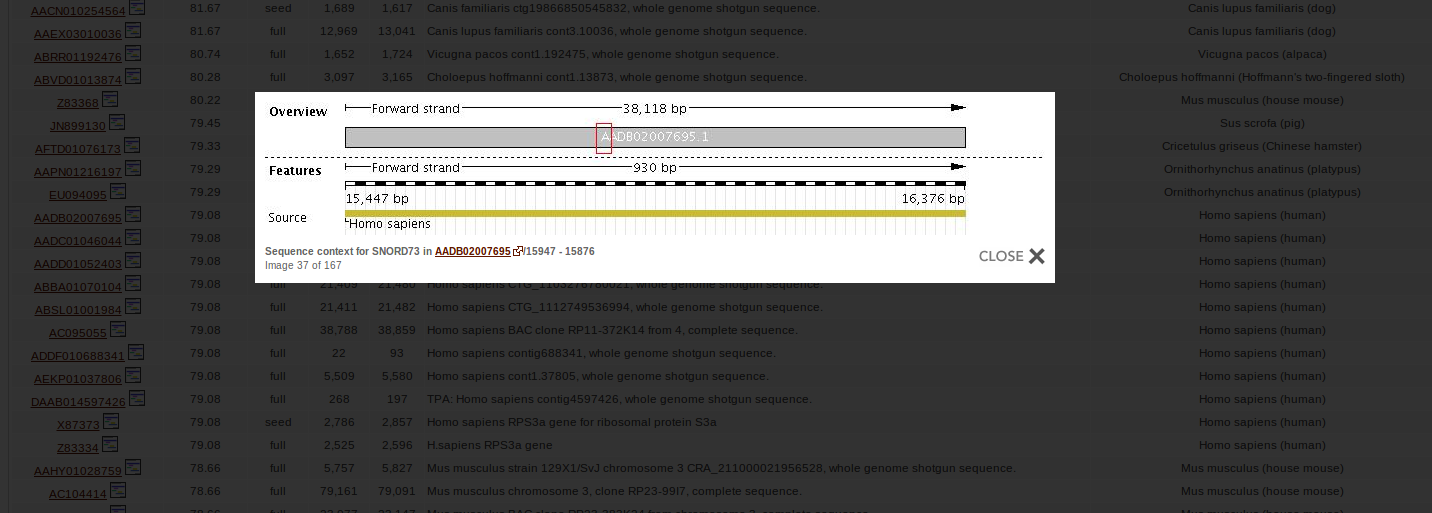 AACN010254564 81.67 seed 1,689 1,617 Canis lupus familiaris ctg19866850545832, whole genome shotgun sequence. Canis lupus familiaris (dog)
AAEX03010036 81.67 full 12,969 13,041 Canis lupus familiaris cont3.10036, whole genome shotgun sequence. Canis lupus familiaris (dog)
ABRR01192476 80.74 full 1,652 1,724 Vicugna pacos cont1.192475, whole genome shotgun sequence. Vicugna pacos (alpaca)
ABVD01013874 80.28 full 3,097 3,165 Choloepus hoffmanni cont1.13873, whole genome shotgun sequence. Choloepus hoffmanni (Hoffmann's two-fingered sloth)
Z83368 80.22 Mus musculus (house mouse)
JN899130 79.45 Sus scrofa (pig)
AFTD01076173 79.33 Cricetulus griseus (Chinese hamster)
AAPN01216197 79.29 Ornithorhynchus anatinus (platypus)
EU094095 79.29 Ornithorhynchus anatinus (platypus)
AADB02007695 79.08 Homo sapiens (human)
AADC01046044 79.08 Homo sapiens (human)
AADD01052403 79.08 Homo sapiens (human)
Overview Forward strand 38,118 bp
AADB02007695.1
Features Forward strand 930 bp
15,447 bp 16,376 bp
Source
Homo sapiens
Sequence context for SNORD73 in AADB02007695/15947 - 15876
Image 37 of 167
CLOSE
ABBA01070104 79.08 full 21,409 21,480 Homo sapiens CTG_1103276780021, whole genome shotgun sequence. Homo sapiens (human)
ABSL01001984 79.08 full 21,411 21,482 Homo sapiens CTG_1112749536994, whole genome shotgun sequence. Homo sapiens (human)
AC095055 79.08 full 38,788 38,859 Homo sapiens BAC clone RP11-372K14 from 4, complete sequence. Homo sapiens (human)
ADDF010688341 79.08 full 22 93 Homo sapiens contig688341, whole genome shotgun sequence. Homo sapiens (human)
AEKP01037806 79.08 full 5,509 5,580 Homo sapiens cont1.37805, whole genome shotgun sequence. Homo sapiens (human)
DAAB014597426 79.08 full 268 197 TPA: Homo sapiens contig4597426, whole genome shotgun sequence. Homo sapiens (human)
X87373 79.08 seed 2,786 2,857 Homo sapiens RPS3a gene for ribosomal protein S3a Homo sapiens (human)
Z83334 79.08 full 2,525 2,596 H.sapiens RPS3a gene Homo sapiens (human)
AAHY01028759 78.66 full 5,757 5,827 Mus musculus strain 129X1/SvJ chromosome 3 CRA_211000021956528, whole genome shotgun sequence. Mus musculus (house mouse)
AC104414 78.66 full 79,161 79,091 Mus musculus chromosome 3, clone RP23-99I7, complete sequence. Mus musculus (house mouse)